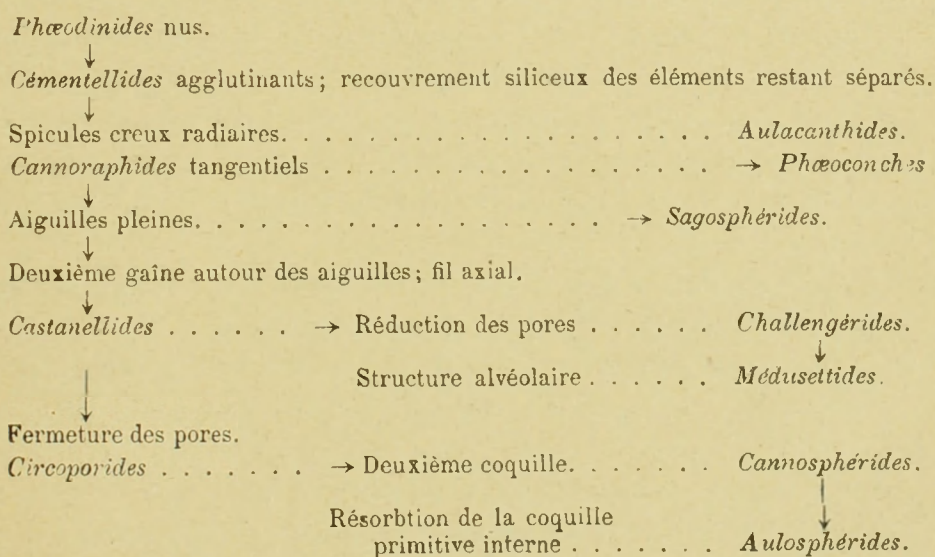 Phæodinides nus.
↓
Cémentellides agglutinants; recouvrement siliceux des éléments restant séparés.
↓
Spicules creux radiaires. . . . . . . . . . . . . . . . . . . Aulacanthides.
Cannoraphides tangentiels . . . . . . . . . . . . . . . . . . → Phæoconches
↓
Aiguilles pleines. . . . . . . . . . . . . . . . . . → Sagosphérides.
↓
Deuxième gaîne autour des aiguilles; fil axial.
↓
Castanellides . . . . . . → Réduction des pores . . . . . . Challengérides.
↓
Structure alvéolaire . . . . . . Médusettides.
↓
Fermeture des pores.
Circoporides . . . . . . . → Deuxième coquille. . . . . . . Cannosphérides.
↓
Résorbtion de la coquille
primitive interne . . . . . . . Aulosphérides.